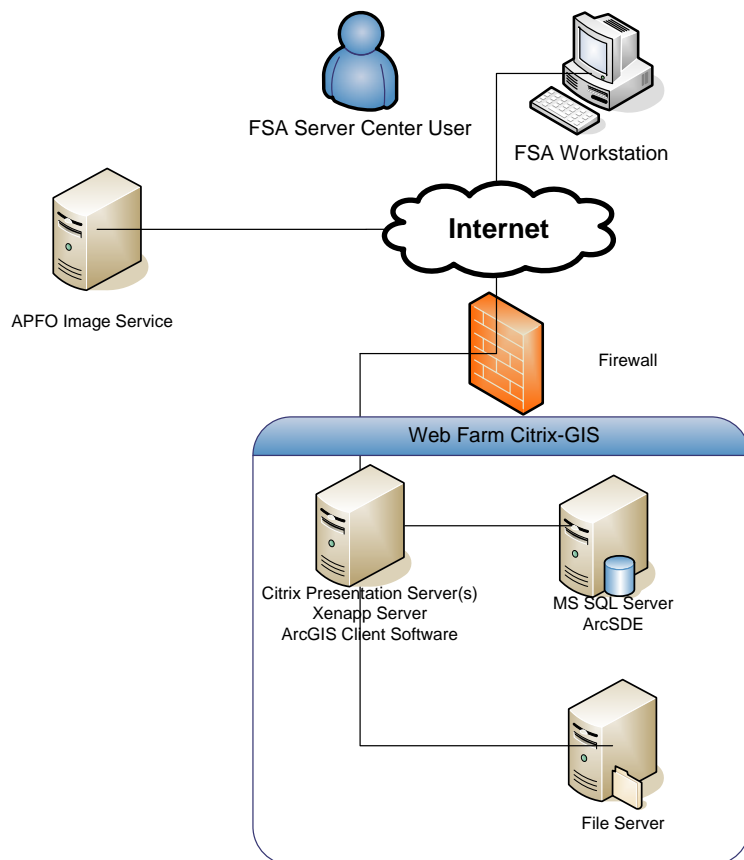 FSA Server Center User
FSA Workstation
Internet
APFO Image Service
Firewall
Web Farm Citrix-GIS
Citrix Presentation Server(s)
Xenapp Server
ArcGIS Client Software
MS SQL Server
ArcSDE
File Server